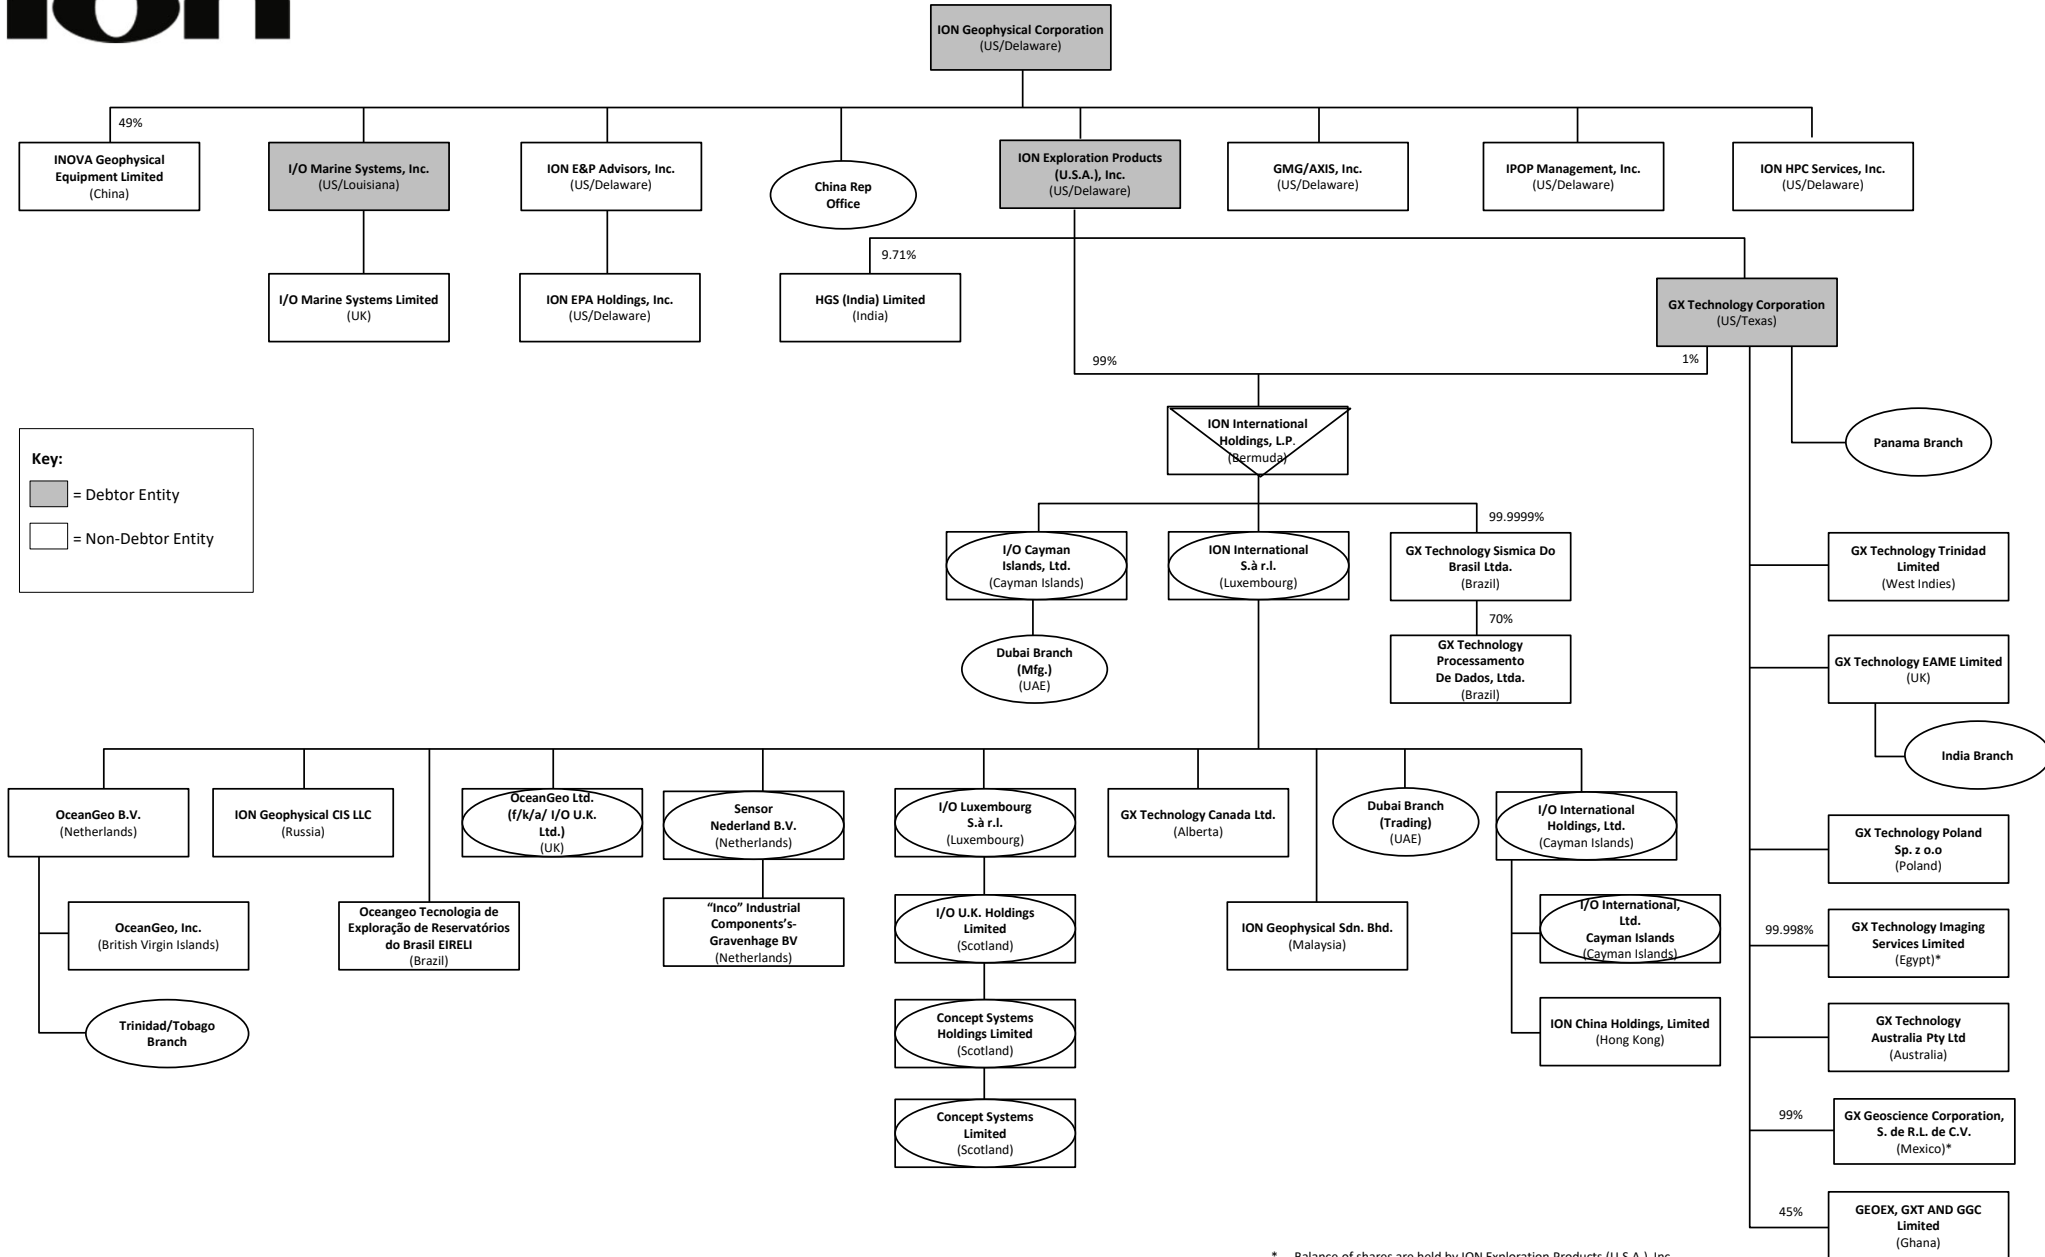 ion
ION Geophysical Corporation
(US/Delaware)
49%
INOVA Geophysical
Equipment Limited
(China)
I/O Marine Systems, Inc.
(US/Louisiana)
ION E&P Advisors, Inc.
(US/Delaware)
China Rep
Office
ION Exploration Products
(U.S.A.), Inc.
(US/Delaware)
GMG/AXIS, Inc.
(US/Delaware)
IPOP Management, Inc.
(US/Delaware)
ION HPC Services, Inc.
(US/Delaware)
9.71%
I/O Marine Systems Limited
(UK)
ION EPA Holdings, Inc.
(US/Delaware)
HGS (India) Limited
(India)
GX Technology Corporation
(US/Texas)
99%
1%
ION International
Holdings, L.P.
(Bermuda)
Panama Branch
Key:
= Debtor Entity
= Non-Debtor Entity
99.9999%
I/O Cayman
Islands, Ltd.
(Cayman Islands)
ION International
S.à r.l.
(Luxembourg)
GX Technology Sismica Do
Brasil Ltda.
(Brazil)
70%
Dubai Branch
(Mfg.)
(UAE)
GX Technology
Processamento
De Dados, Ltda.
(Brazil)
GX Technology Trinidad
Limited
(West Indies)
GX Technology EAME Limited
(UK)
India Branch
OceanGeo B.V.
(Netherlands)
ION Geophysical CIS LLC
(Russia)
OceanGeo Ltd.
(f/k/a/ I/O U.K.
Ltd.)
(UK)
Sensor
Nederland B.V.
(Netherlands)
I/O Luxembourg
S.à r.l.
(Luxembourg)
GX Technology Canada Ltd.
(Alberta)
Dubai Branch
(Trading)
(UAE)
I/O International
Holdings, Ltd.
(Cayman Islands)
GX Technology Poland
Sp. z o.o
(Poland)
OceanGeo, Inc.
(British Virgin Islands)
Oceangeo Tecnologia de
Exploração de Reservatórios
do Brasil EIRELI
(Brazil)
"Inco" Industrial
Components's-
Gravenhage BV
(Netherlands)
I/O U.K. Holdings
Limited
(Scotland)
ION Geophysical Sdn. Bhd.
(Malaysia)
I/O International,
Ltd.
Cayman Islands
(Cayman Islands)
99.998%
GX Technology Imaging
Services Limited
(Egypt)*
Trinidad/Tobago
Branch
Concept Systems
Holdings Limited
(Scotland)
ION China Holdings, Limited
(Hong Kong)
GX Technology
Australia Pty Ltd
(Australia)
Concept Systems
Limited
(Scotland)
99%
GX Geoscience Corporation,
S. de R.L. de C.V.
(Mexico)*
45%
GEOEX, GXT AND GGC
Limited
(Ghana)
* Balance of shares are held by ION Exploration Products (U.S.A.), Inc.